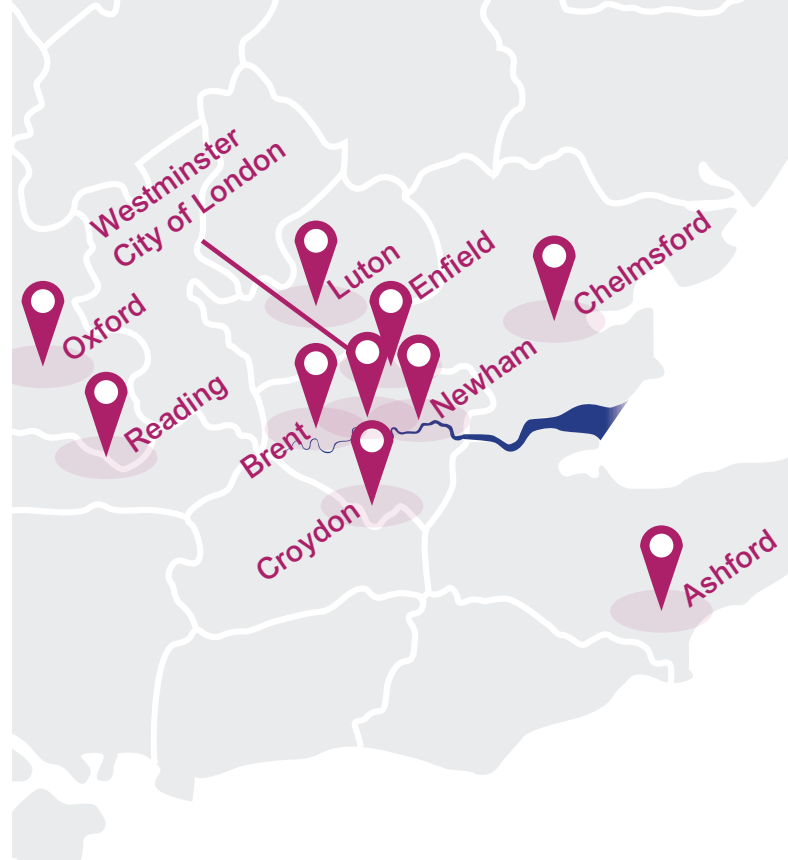 Westminster
City of London
Luton
Enfield
Chelmsford
Oxford
Reading
Brent
Newham
Croydon
Ashford